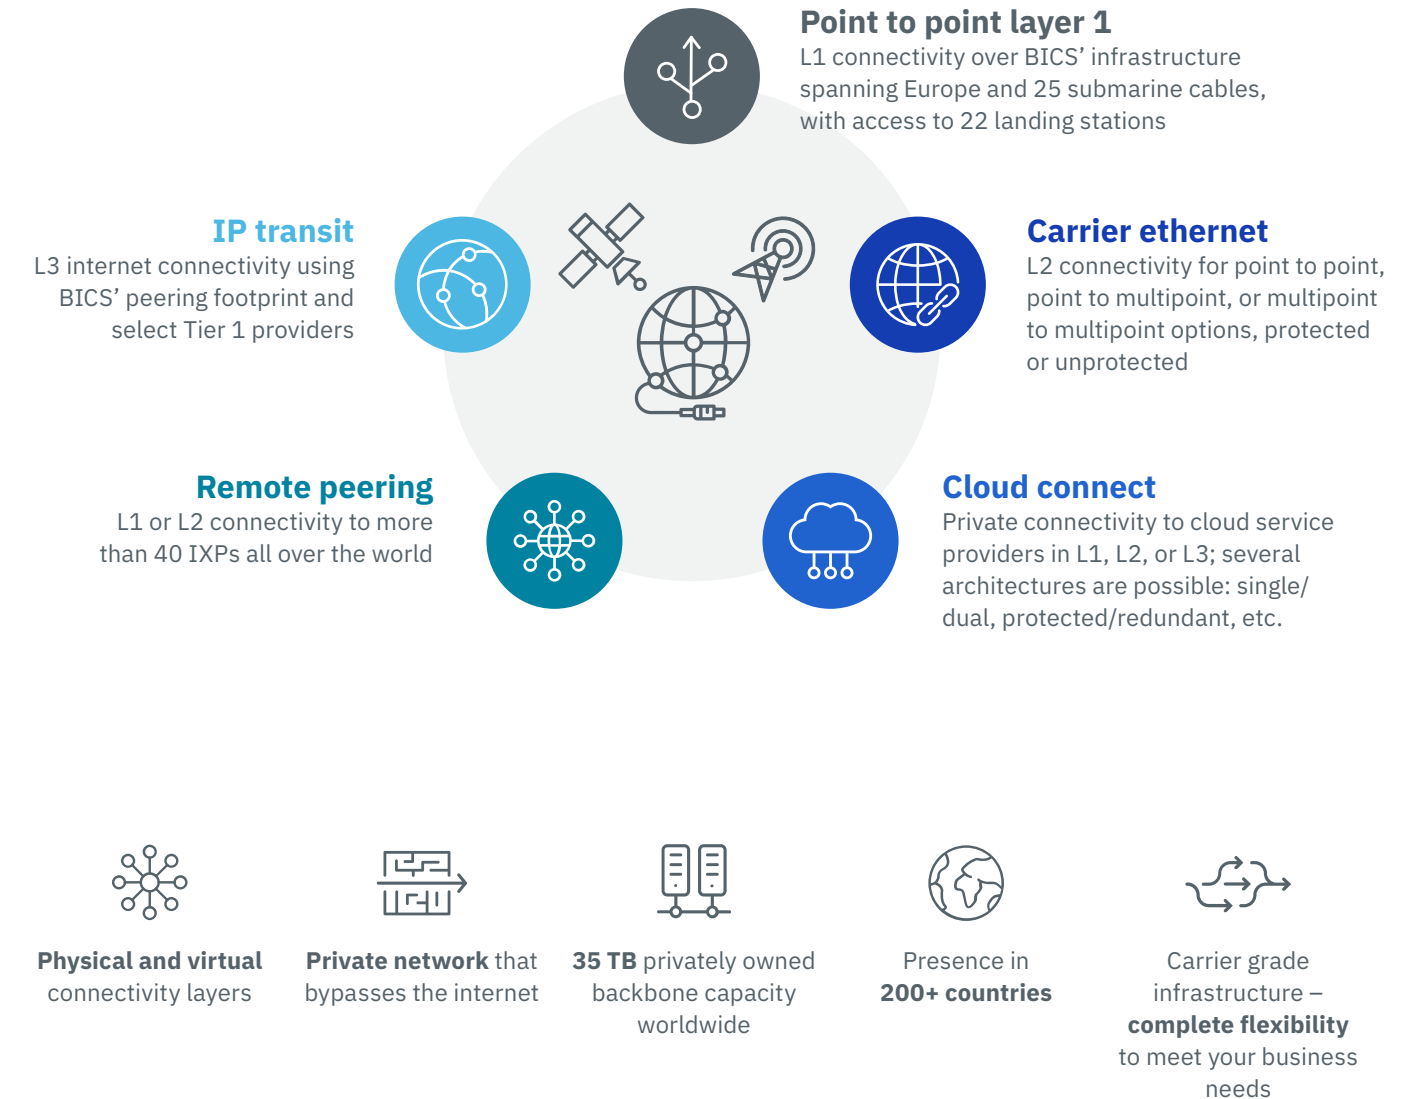 Point to point layer 1
L1 connectivity over BICS’ infrastructure
spanning Europe and 25 submarine cables,
with access to 22 landing stations
IP transit
L3 internet connectivity using
BICS’ peering footprint and
select Tier 1 providers
Carrier ethernet
L2 connectivity for point to point,
point to multipoint, or multipoint
to multipoint options, protected
or unprotected
Remote peering
L1 or L2 connectivity to more
than 40 IXPs all over the world
Cloud connect
Private connectivity to cloud service
providers in L1, L2, or L3; several
architectures are possible: single/
dual, protected/redundant, etc.
Physical and virtual
connectivity layers
Private network that
bypasses the internet
35 TB privately owned
backbone capacity
worldwide
Presence in
200+ countries
Carrier grade
infrastructure –
complete flexibility
to meet your business
needs